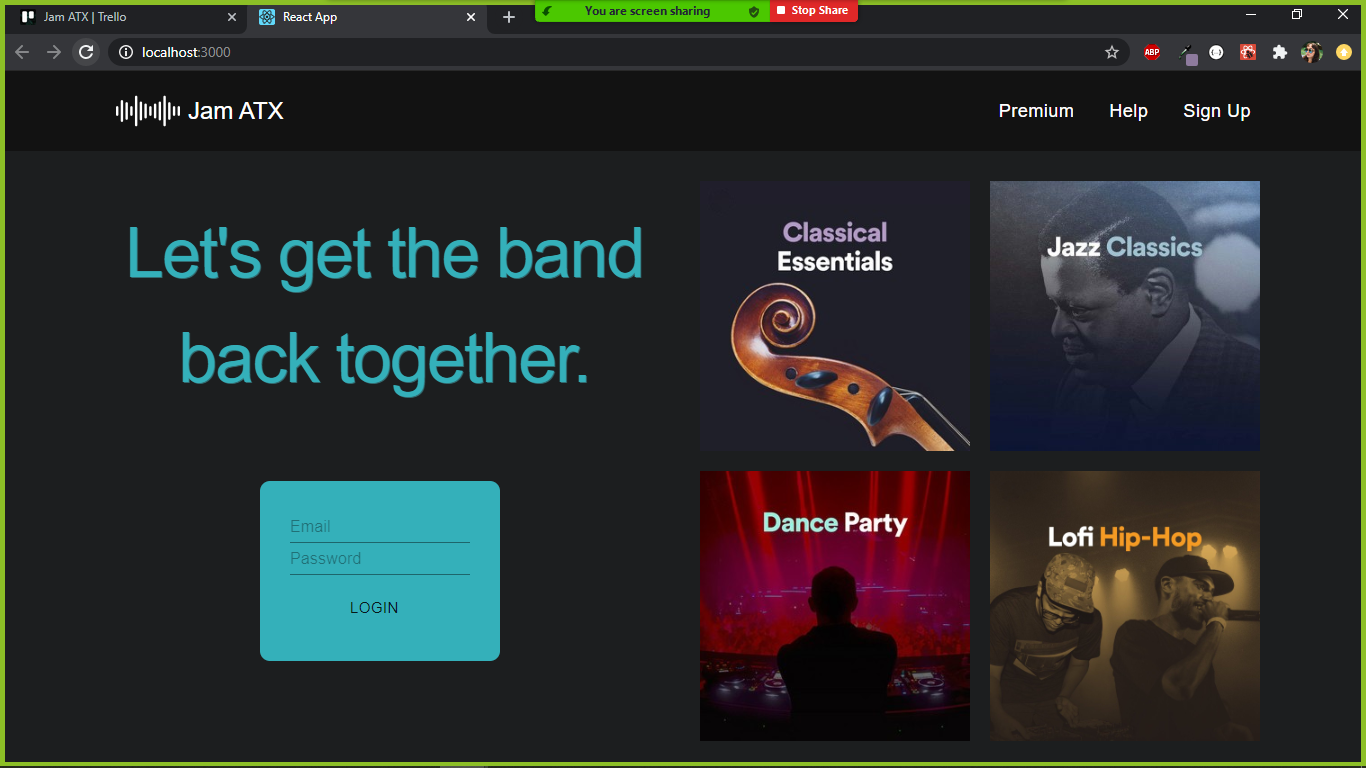 Jam ATX | Trello
React App
You are screen sharing
Stop Share
localhost:3000
ABP
Jam ATX
Premium
Help
Sign Up
Let's get the band
back together.
Email
Password
LOGIN
Classical
Essentials
Jazz Classics
Dance Party
Lofi Hip-Hop